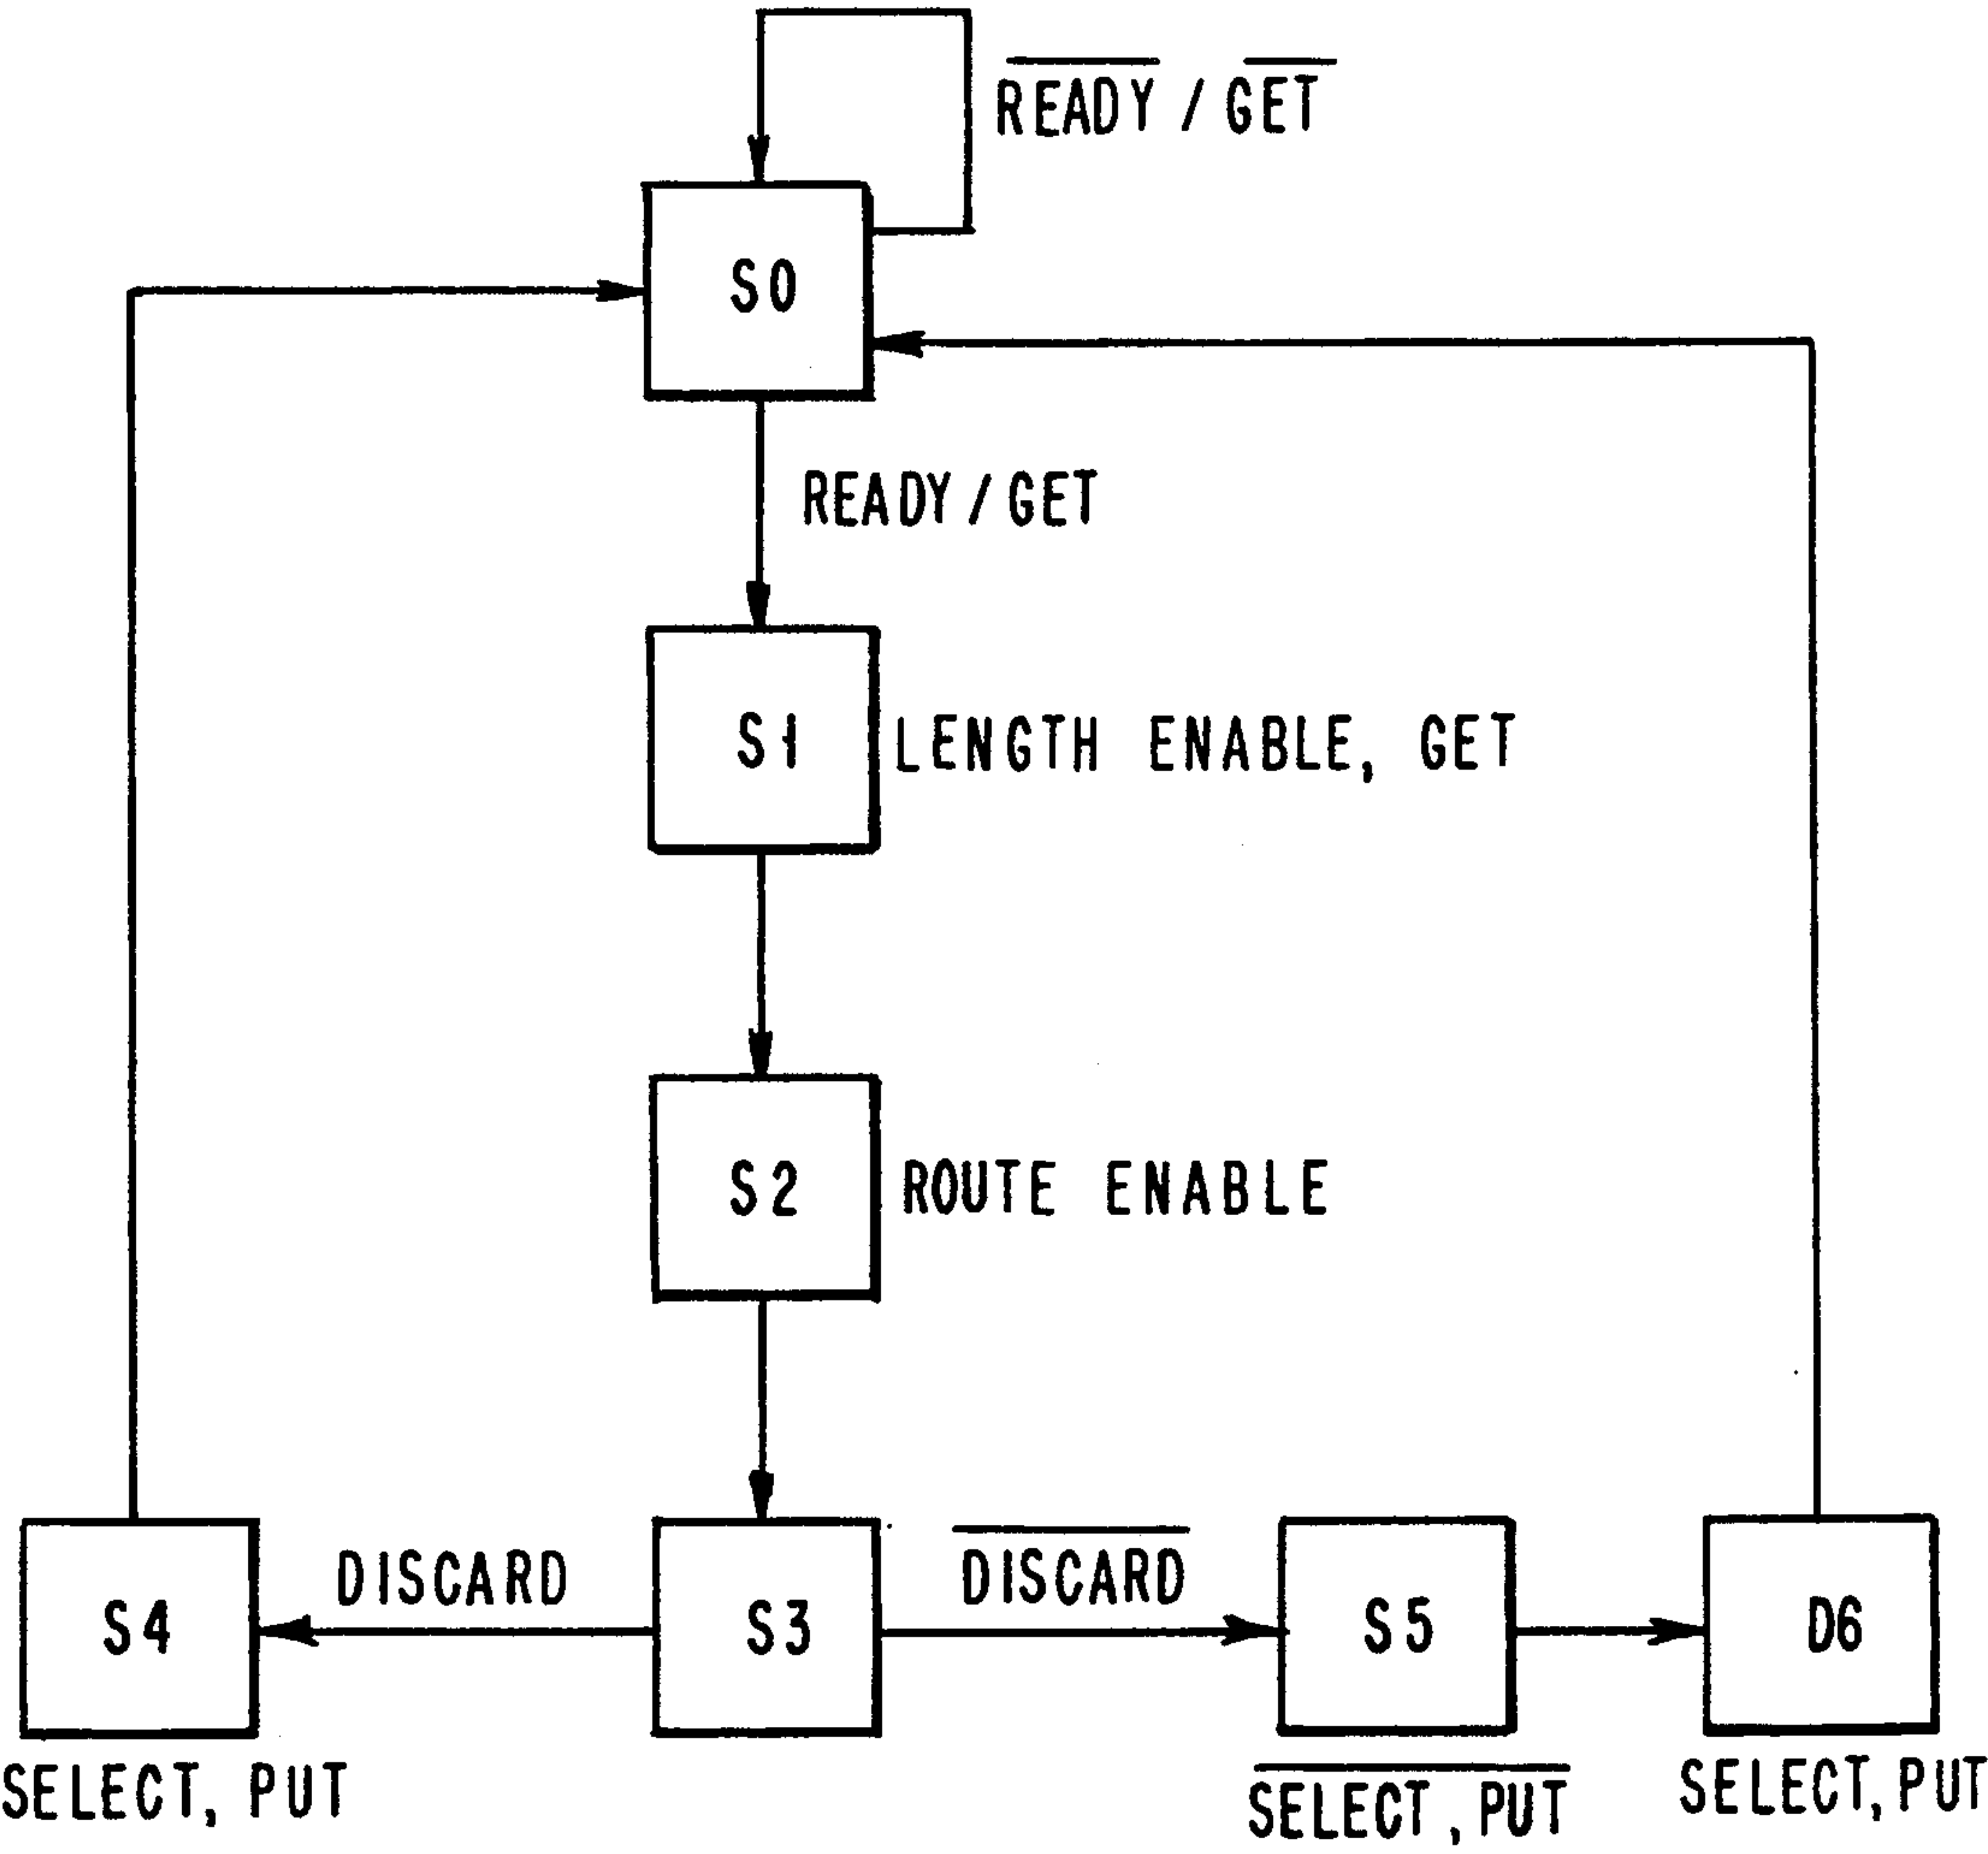 READY / GET
S0
READY/GET
S1 LENGTH ENABLE, GET
S2 ROUTE ENABLE
DISCARD
DISCARD
S4
S3
S5
D6
SELECT, PUT
SELECT, PUT
SELECT, PUT